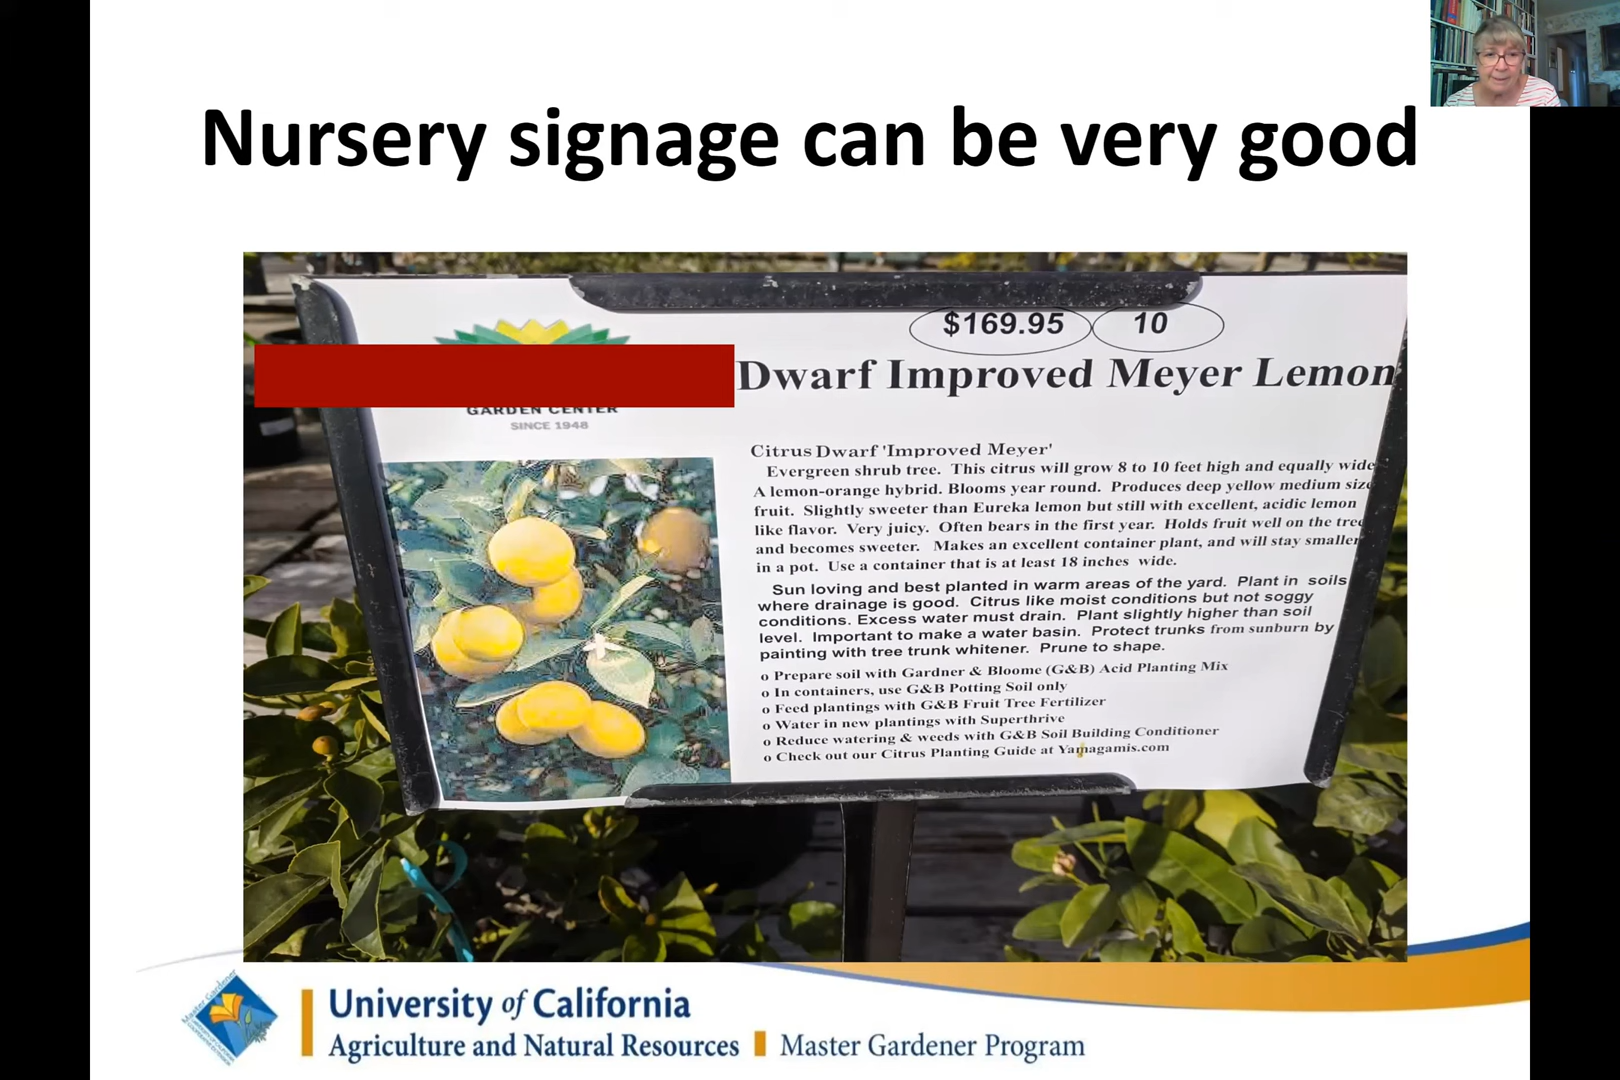 Nursery signage can be very good
$169.95 10
Dwarf Improved Meyer Lemon
GARDEN CENTER
SINCE 1948
Citrus Dwarf 'Improved Meyer'
Evergreen shrub tree. This citrus will grow 8 to 10 feet high and equally wide
A lemon-orange hybrid. Blooms year round. Produces deep yellow medium size
fruit. Slightly sweeter than Eureka lemon but still with excellent, acidic lemon
like flavor. Very juicy. Often bears in the first year. Holds fruit well on the tree
and becomes sweeter. Makes an excellent container plant, and will stay smaller
in a pot. Use a container that is at least 18 inches wide.
Sun loving and best planted in warm areas of the yard. Plant in soils
where drainage is good. Citrus like moist conditions but not soggy
conditions. Excess water must drain. Plant slightly higher than soil
level. Important to make a water basin. Protect trunks from sunburn by
painting with tree trunk whitener. Prune to shape.
o Prepare soil with Gardner & Bloome (G&B) Acid Planting Mix
o In containers, use G&B Potting Soil only
o Feed plantings with G&B Fruit Tree Fertilizer
o Water in new plantings with Superthrive
o Reduce watering & weeds with G&B Soil Building Conditioner
o Check out our Citrus Planting Guide at Yamagamis.com
University of California
Agriculture and Natural Resources Master Gardener Program
Master Gardener